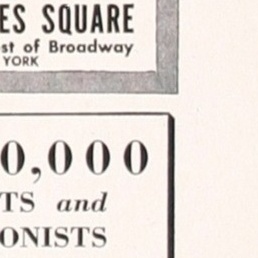 ES SQUARE
st of Broadway
YORK
0,000
TS and
ONISTS